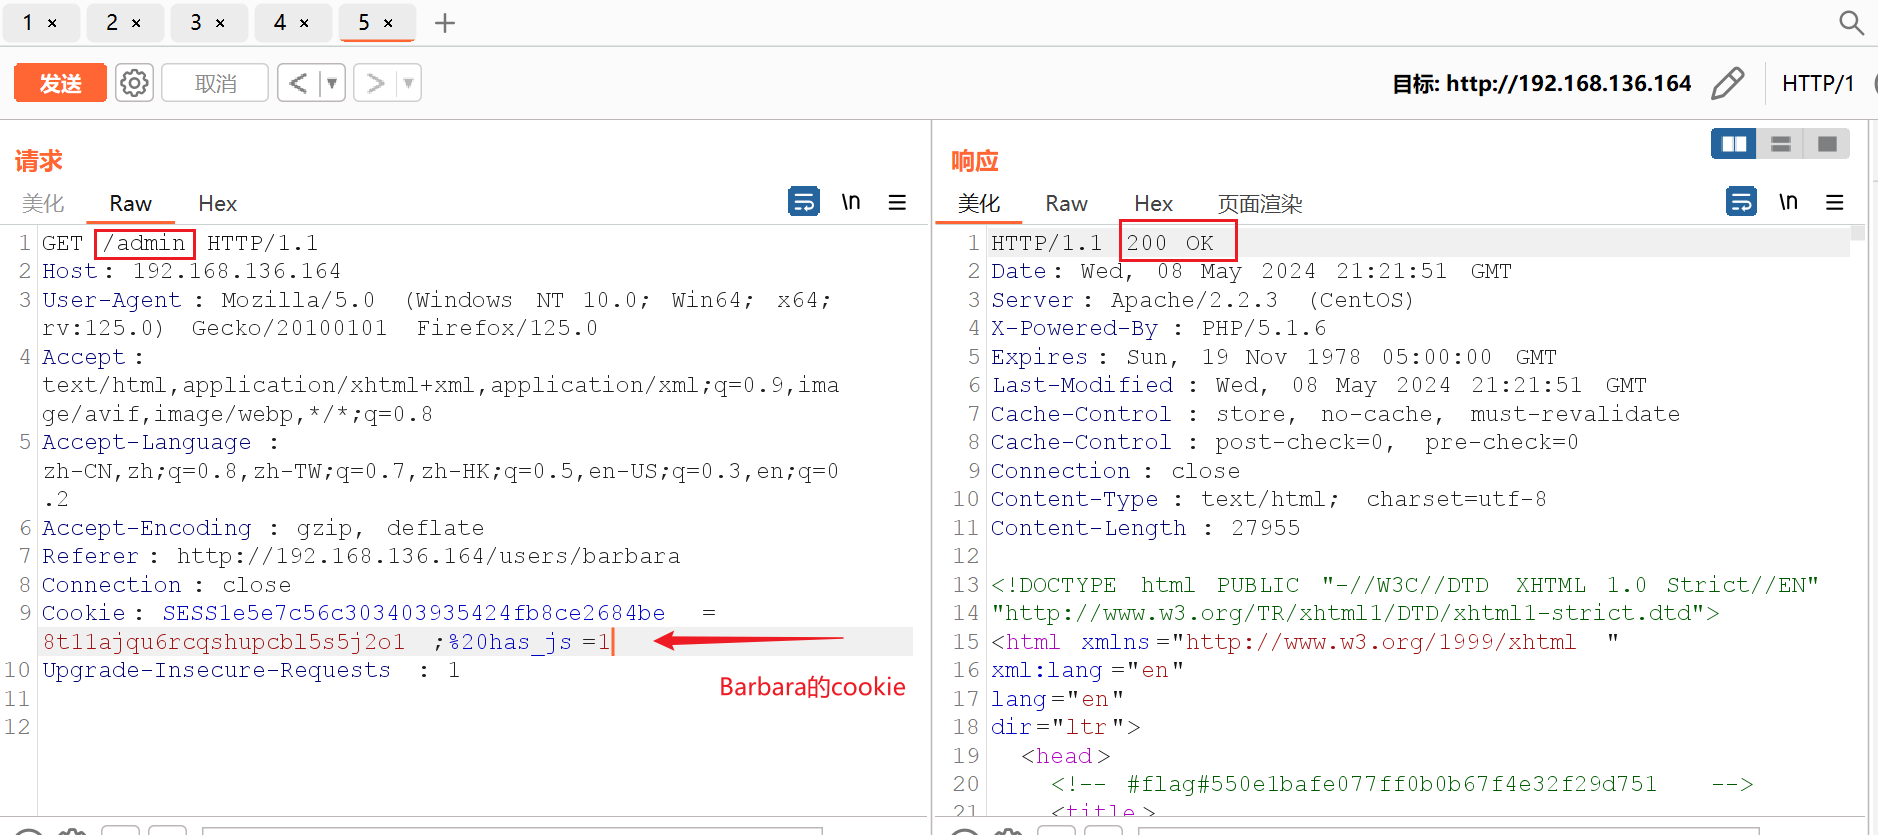 1 × 2 × 3 × 4 × 5 × +
发送 取消 < ▼ > ▼ 目标: http://192.168.136.164 HTTP/1
请求
美化 Raw Hex \n
1 GET /admin HTTP/1.1
2 Host: 192.168.136.164
3 User-Agent : Mozilla/5.0 (Windows NT 10.0; Win64; x64;
rv:125.0) Gecko/20100101 Firefox/125.0
4 Accept :
text/html,application/xhtml+xml,application/xml;q=0.9,ima
ge/avif,image/webp,*/*;q=0.8
5 Accept-Language :
zh-CN,zh;q=0.8,zh-TW;q=0.7,zh-HK;q=0.5,en-US;q=0.3,en;q=0
.2
6 Accept-Encoding : gzip, deflate
7 Referer : http://192.168.136.164/users/barbara
8 Connection : close
9 Cookie : SESS1e5e7c56c303403935424fb8ce2684be =
8t11ajqu6rcqshupcbl5s5j2o1 ;%20has_js =1
10 Upgrade-Insecure-Requests : 1
11
12
Barbara的cookie
响应
美化 Raw Hex 页面渲染 \n
1 HTTP/1.1 200 OK
2 Date : Wed, 08 May 2024 21:21:51 GMT
3 Server : Apache/2.2.3 (CentOS)
4 X-Powered-By : PHP/5.1.6
5 Expires : Sun, 19 Nov 1978 05:00:00 GMT
6 Last-Modified : Wed, 08 May 2024 21:21:51 GMT
7 Cache-Control : store, no-cache, must-revalidate
8 Cache-Control : post-check=0, pre-check=0
9 Connection : close
10 Content-Type : text/html; charset=utf-8
11 Content-Length : 27955
12
13 <!DOCTYPE html PUBLIC "-//W3C//DTD XHTML 1.0 Strict//EN"
14 "http://www.w3.org/TR/xhtml1/DTD/xhtml1-strict.dtd">
15 <html xmlns ="http://www.w3.org/1999/xhtml "
16 xml:lang ="en"
17 lang ="en"
18 dir ="ltr ">
19 <head >
20 <!-- #flag#550e1bafe077ff0b0b67f4e32f29d751 -->
21 <title >